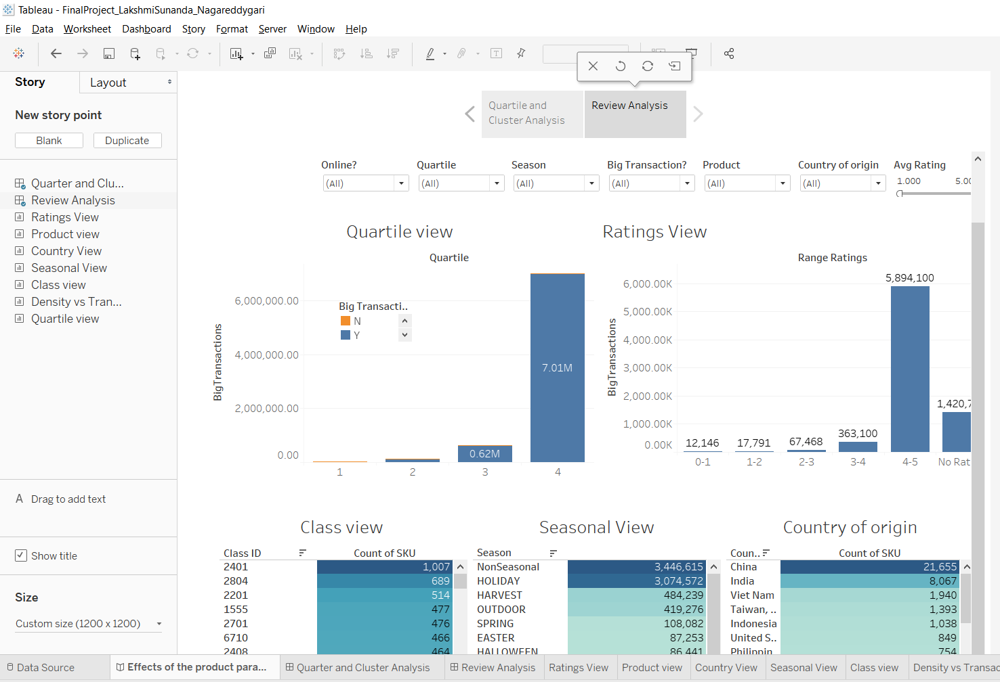 Tableau - FinalProject_LakshmiSunanda_Nagareddygari
File Data Worksheet Dashboard Story Format Server Window Help
Story Layout
New story point
Blank Duplicate
Quarter and Clu...
Review Analysis
Ratings View
Product view
Country View
Seasonal View
Class view
Density vs Tran...
Quartile view
A Drag to add text
Show title
Size
Custom size (1200 x 1200)
Quartile and
Cluster Analysis
Review Analysis
Online? Quartile Season Big Transaction? Product Country of origin Avg Rating
(All) (All) (All) (All) (All) (All) 1.000 5.00
Quartile view
Quartile
BigTransactions
6,000,000.00
4,000,000.00
2,000,000.00
0.00
Big Transacti..
N
Y
7.01M
0.62M
1 2 3 4
Ratings View
Range Ratings
BigTransactions
6,000.00K
5,000.00K
4,000.00K
3,000.00K
2,000.00K
1,000.00K
0.00K
12,146 17,791 67,468 363,100 5,894,100 1,420,7
0-1 1-2 2-3 3-4 4-5 No Rat
Class view
Class ID Count of SKU
2401 1,007
2804 689
2201 514
1555 477
2701 476
6710 466
2408 464
Seasonal View
Season
NonSeasonal 3,446,615
HOLIDAY 3,074,572
HARVEST 484,239
OUTDOOR 419,276
SPRING 108,082
EASTER 87,253
HALLOWEEN 86,441
Country of origin
Coun.. Count of SKU
China 21,655
India 8,067
Viet Nam 1,940
Taiwan, .. 1,393
Indonesia 1,038
United S.. 849
Philippin 754
Data Source Effects of the product para... Quarter and Cluster Analysis Review Analysis Ratings View Product view Country View Seasonal View Class view Density vs Transac